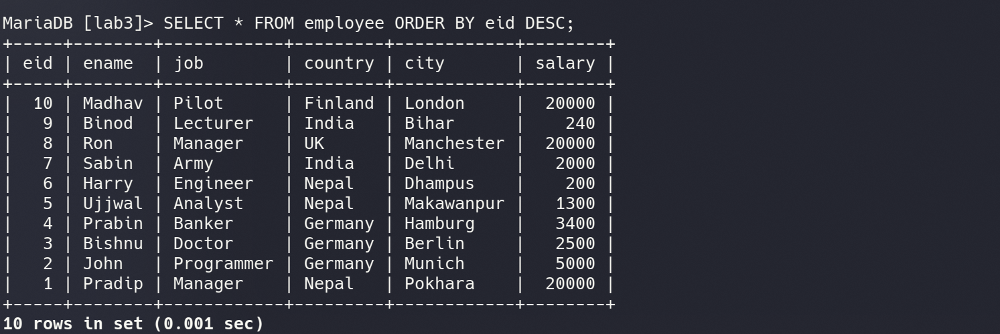 MariaDB [lab3]> SELECT * FROM employee ORDER BY eid DESC;
+-----+--------+------------+---------+------------+--------+
| eid | ename  | job        | country | city       | salary |
+-----+--------+------------+---------+------------+--------+
|  10 | Madhav | Pilot      | Finland | London     |  20000 |
|   9 | Binod  | Lecturer   | India   | Bihar      |    240 |
|   8 | Ron    | Manager    | UK      | Manchester |  20000 |
|   7 | Sabin  | Army       | India   | Delhi      |   2000 |
|   6 | Harry  | Engineer   | Nepal   | Dhampus    |    200 |
|   5 | Ujjwal | Analyst    | Nepal   | Makawanpur |   1300 |
|   4 | Prabin | Banker     | Germany | Hamburg    |   3400 |
|   3 | Bishnu | Doctor     | Germany | Berlin     |   2500 |
|   2 | John   | Programmer | Germany | Munich     |   5000 |
|   1 | Pradip | Manager    | Nepal   | Pokhara    |  20000 |
+-----+--------+------------+---------+------------+--------+
10 rows in set (0.001 sec)